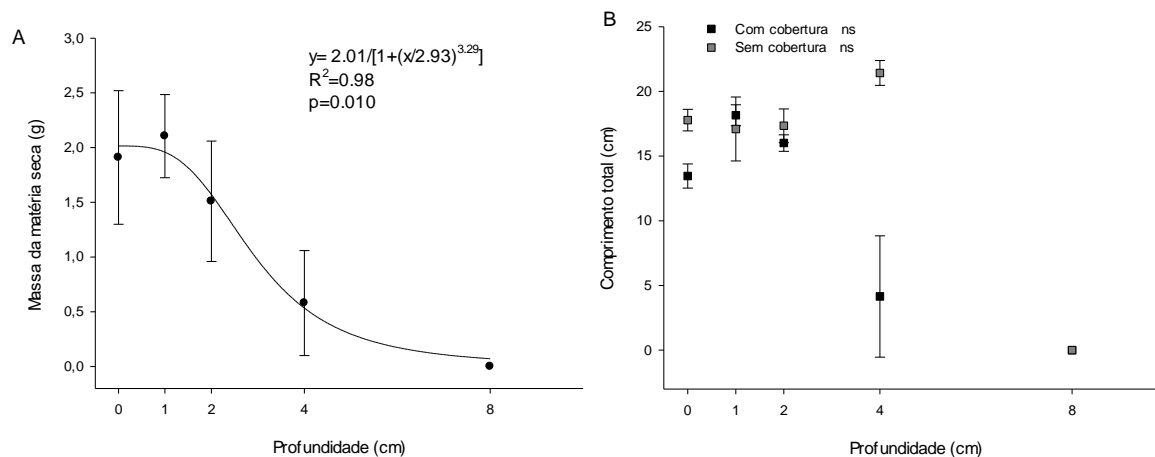 A
y= 2.01/[1+(x/2.93)^3.29]
R²=0.98
p=0.010
Massa da matéria seca (g)
3,0
2,5
2,0
1,5
1,0
0,5
0,0
0 1 2 4 8
Profundidade (cm)
B
Com cobertura ns
Sem cobertura ns
Comprimento total (cm)
25
20
15
10
5
0
0 1 2 4 8
Profundidade (cm)